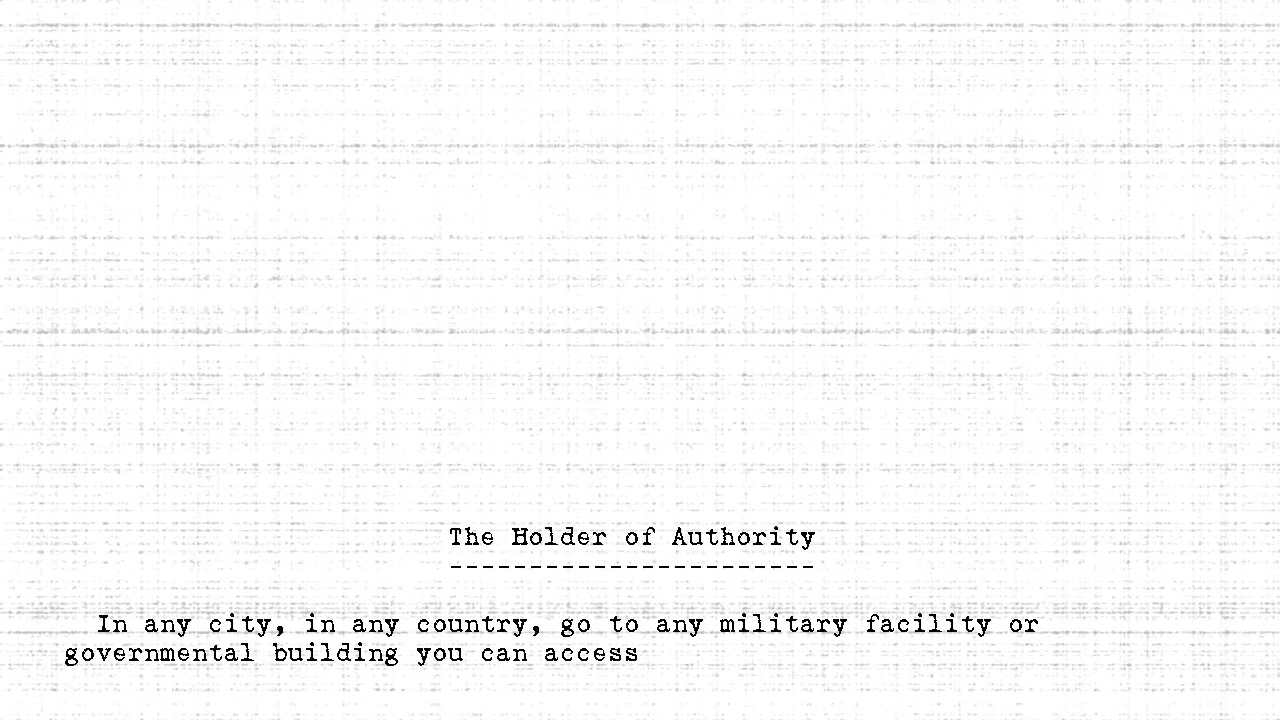 The Holder of Authority
-----------------------
In any city, in any country, go to any military facility or
governmental building you can access